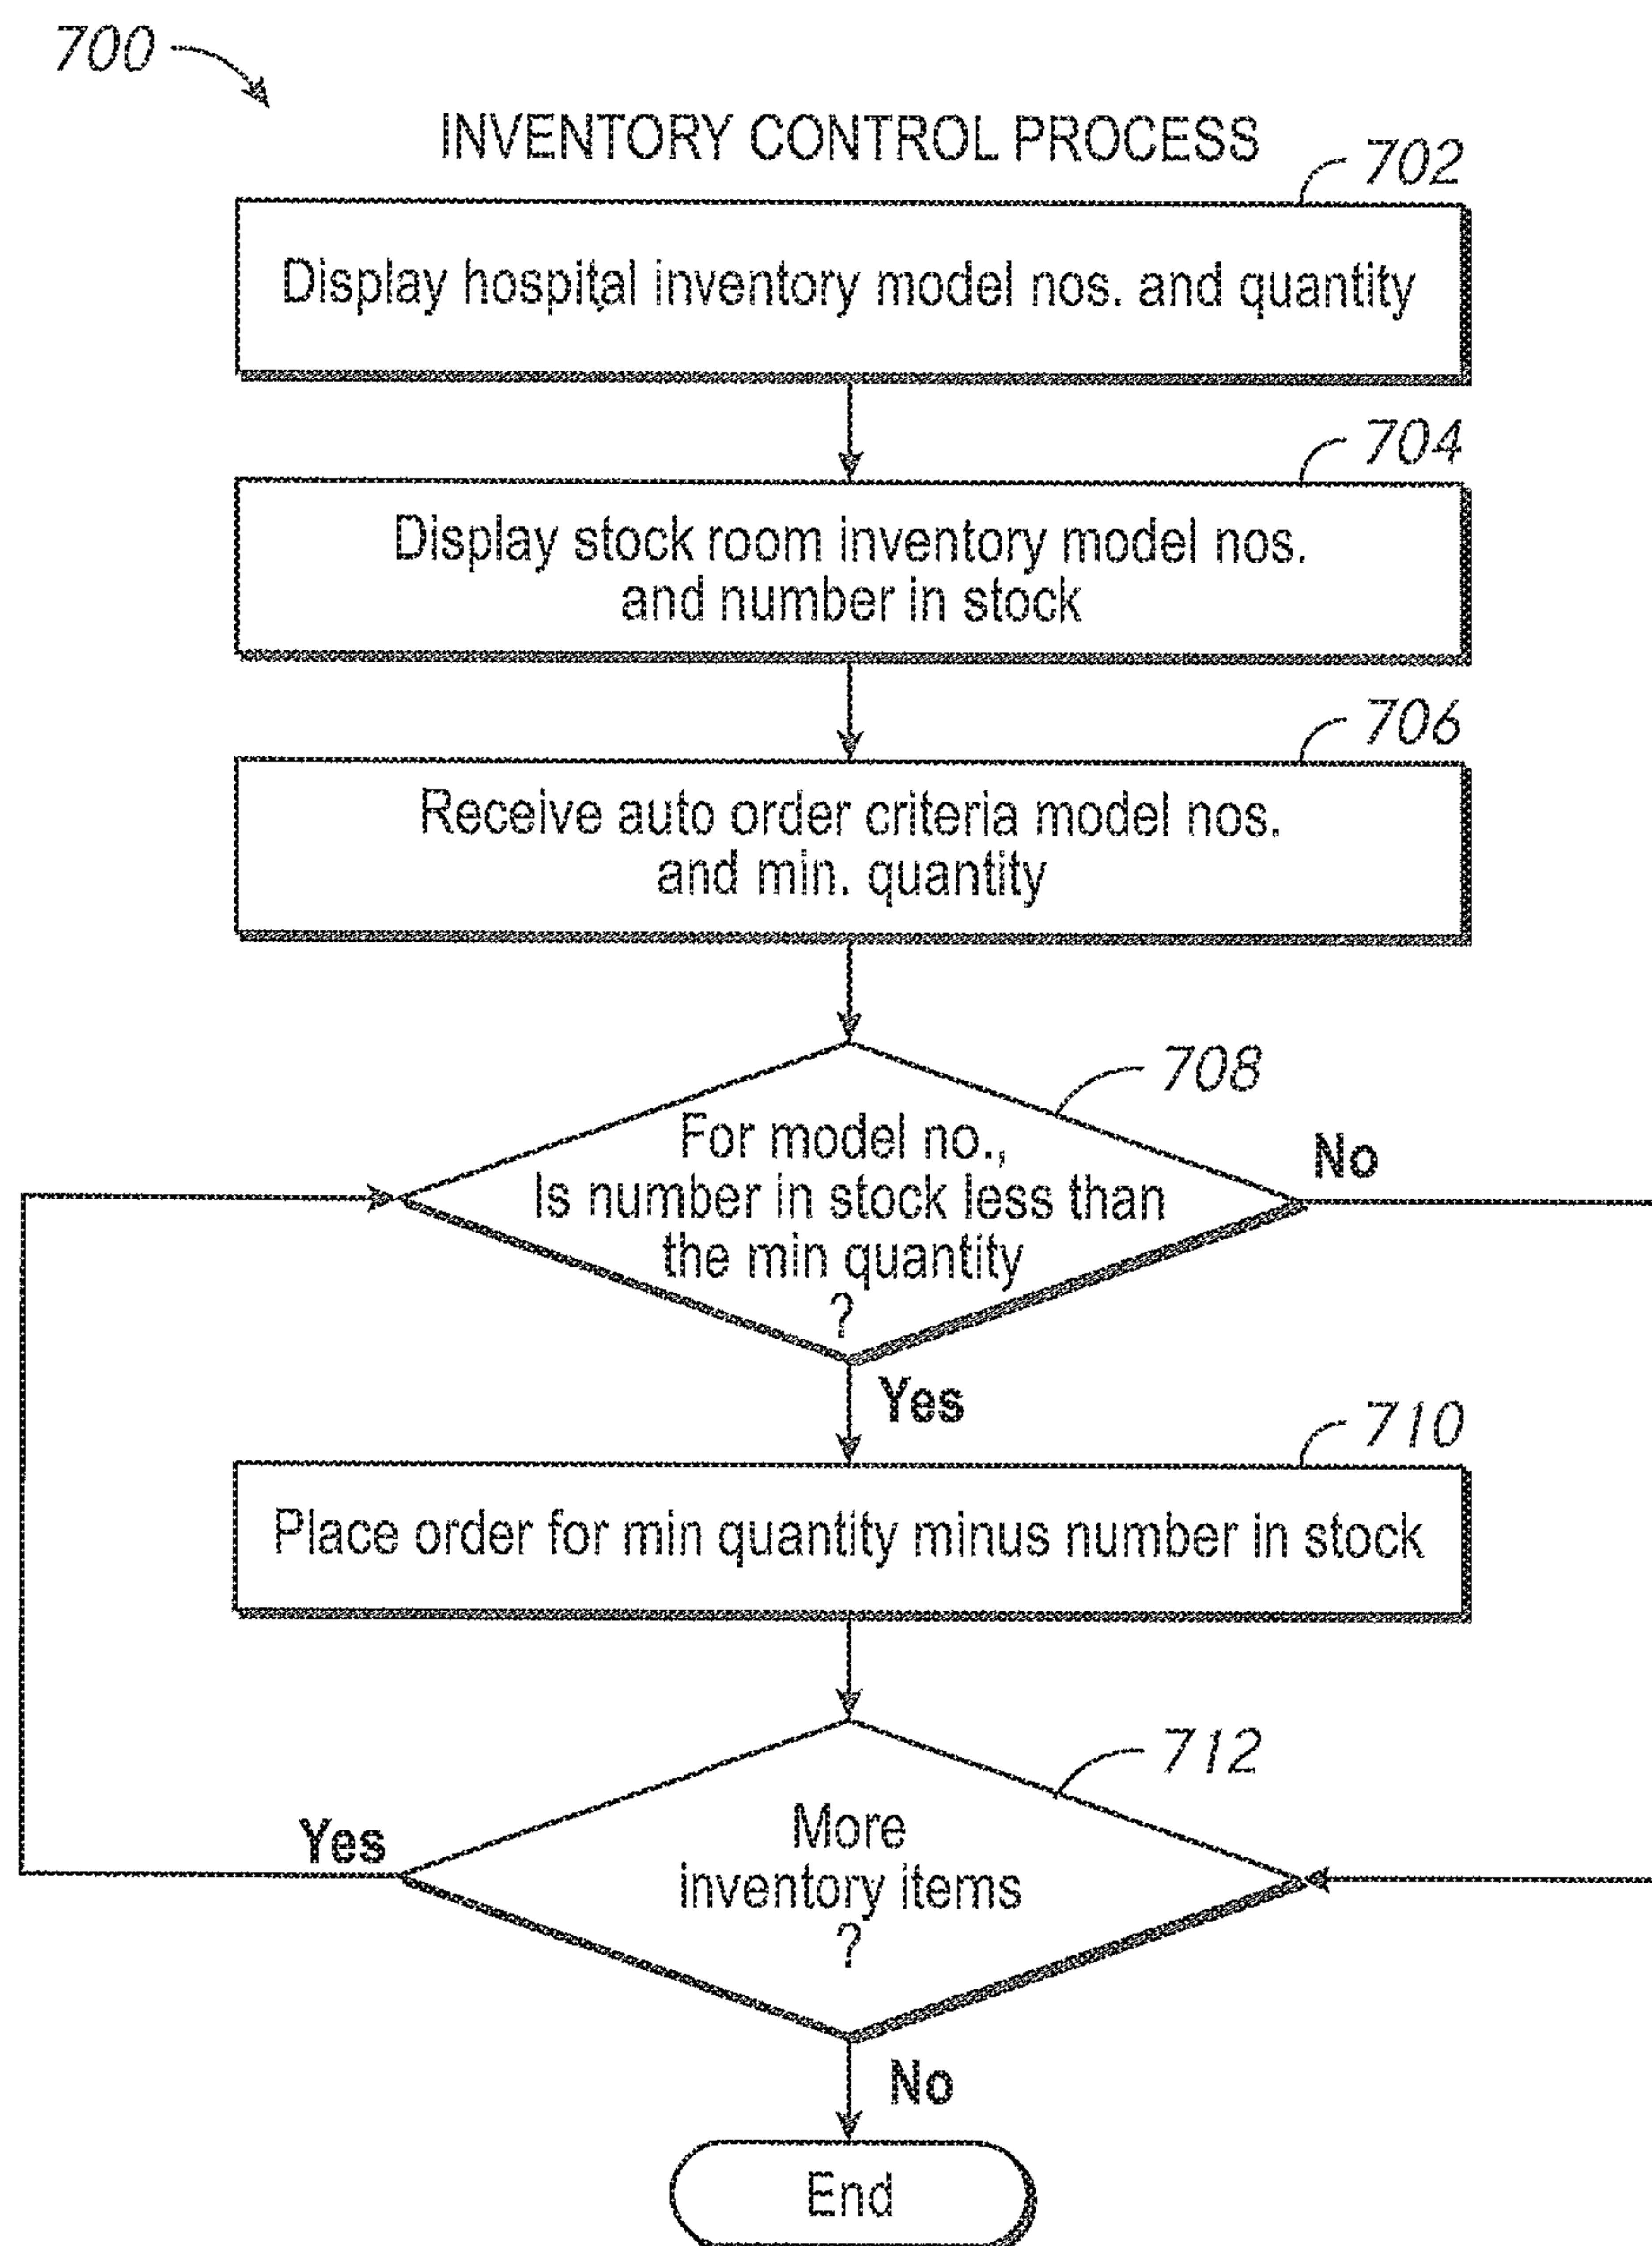 700
INVENTORY CONTROL PROCESS
702
Display hospital inventory model nos. and quantity
704
Display stock room inventory model nos.
and number in stock
706
Receive auto order criteria model nos.
and min. quantity
708
For model no.,
Is number in stock less than
the min quantity
?
No
Yes
710
Place order for min quantity minus number in stock
712
More
inventory items
?
Yes
No
End